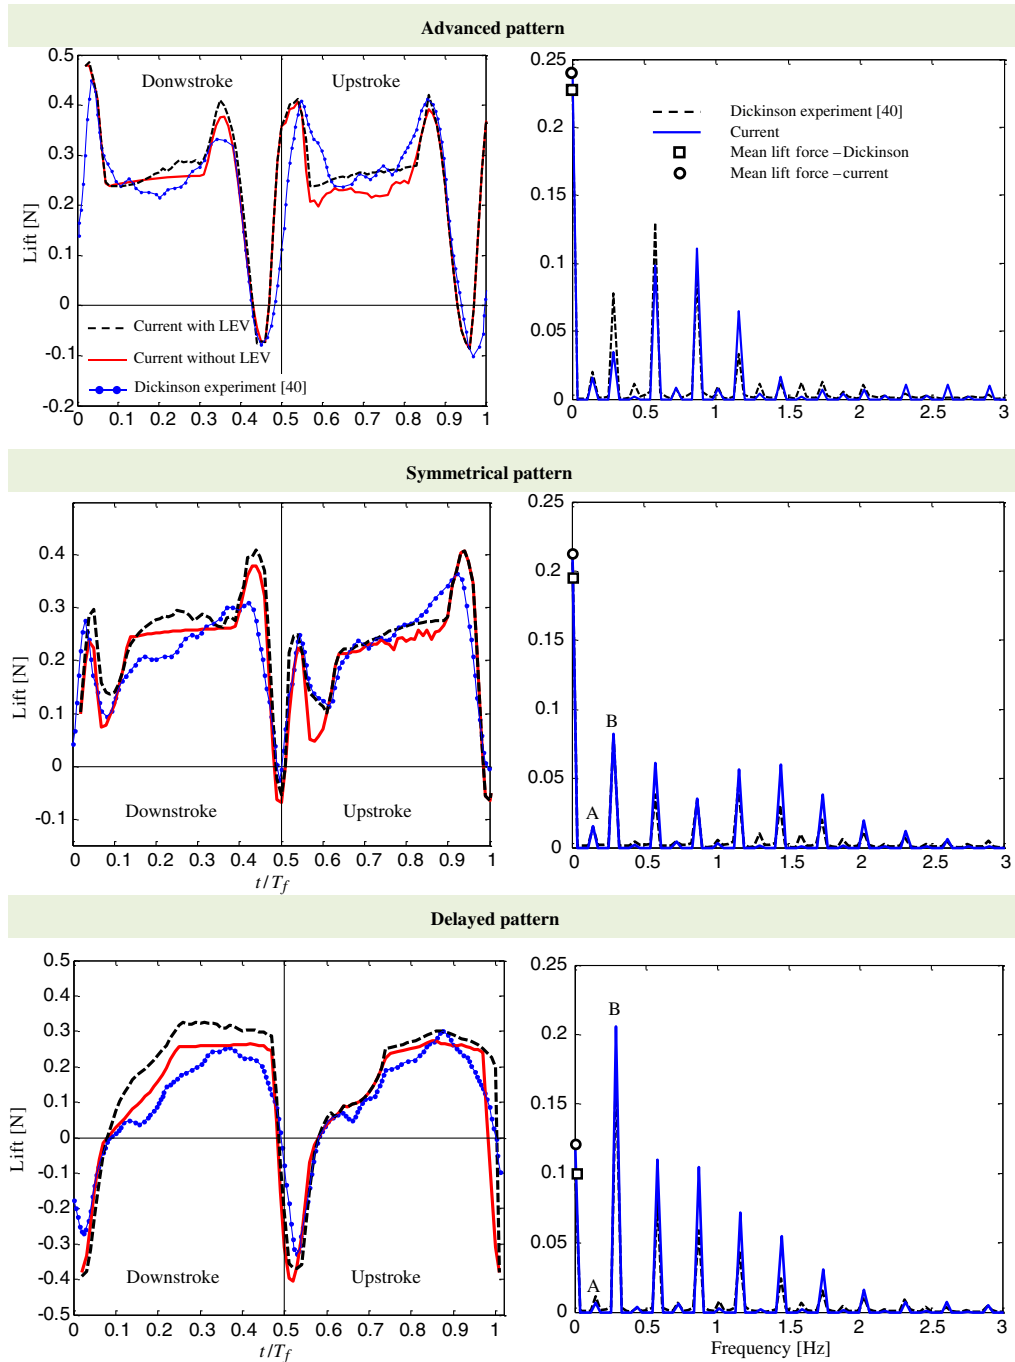 Advanced pattern
0.5
0.4
0.3
0.2
0.1
0
-0.1
-0.2
Lift [N]
Donwstroke
Upstroke
Current with LEV
Current without LEV
Dickinson experiment [40]
0 0.1 0.2 0.3 0.4 0.5 0.6 0.7 0.8 0.9 1
0.25
0.2
0.15
0.1
0.05
0
Dickinson experiment [40]
Current
Mean lift force –Dickinson
Mean lift force –current
0 0.5 1 1.5 2 2.5 3
Symmetrical pattern
0.4
0.3
0.2
0.1
0
-0.1
Lift [N]
Downstroke
Upstroke
0 0.1 0.2 0.3 0.4 0.5 0.6 0.7 0.8 0.9 1
t/T_f
0.25
0.2
0.15
0.1
0.05
0
B
A
0.5 1 1.5 2 2.5 3
Delayed pattern
0.5
0.4
0.3
0.2
0.1
0
-0.1
-0.2
-0.3
-0.4
-0.5
Lift [N]
Downstroke
Upstroke
0 0.1 0.2 0.3 0.4 0.5 0.6 0.7 0.8 0.9 1
t/T_f
0.25
0.2
0.15
0.1
0.05
0
B
A
0 0.5 1 1.5 2 2.5 3
Frequency [Hz]